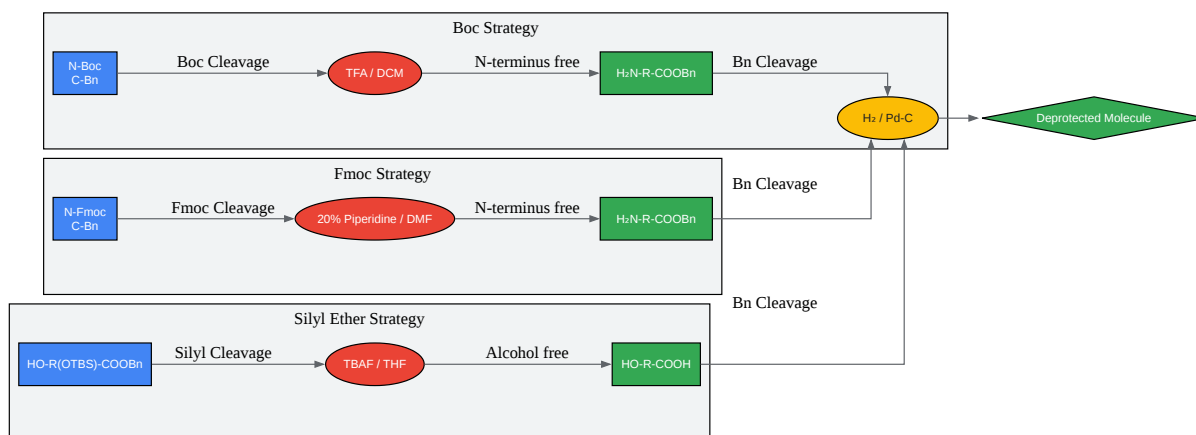 Boc Strategy
N-Boc
C-Bn
Boc Cleavage
TFA / DCM
N-terminus free
H₂N-R-COOBn
Bn Cleavage
H₂ / Pd-C
Deprotected Molecule
Fmoc Strategy
N-Fmoc
C-Bn
Fmoc Cleavage
20% Piperidine / DMF
N-terminus free
H₂N-R-COOBn
Bn Cleavage
Silyl Ether Strategy
HO-R(OTBS)-COOBn
Silyl Cleavage
TBAF / THF
Alcohol free
HO-R-COOH
Bn Cleavage